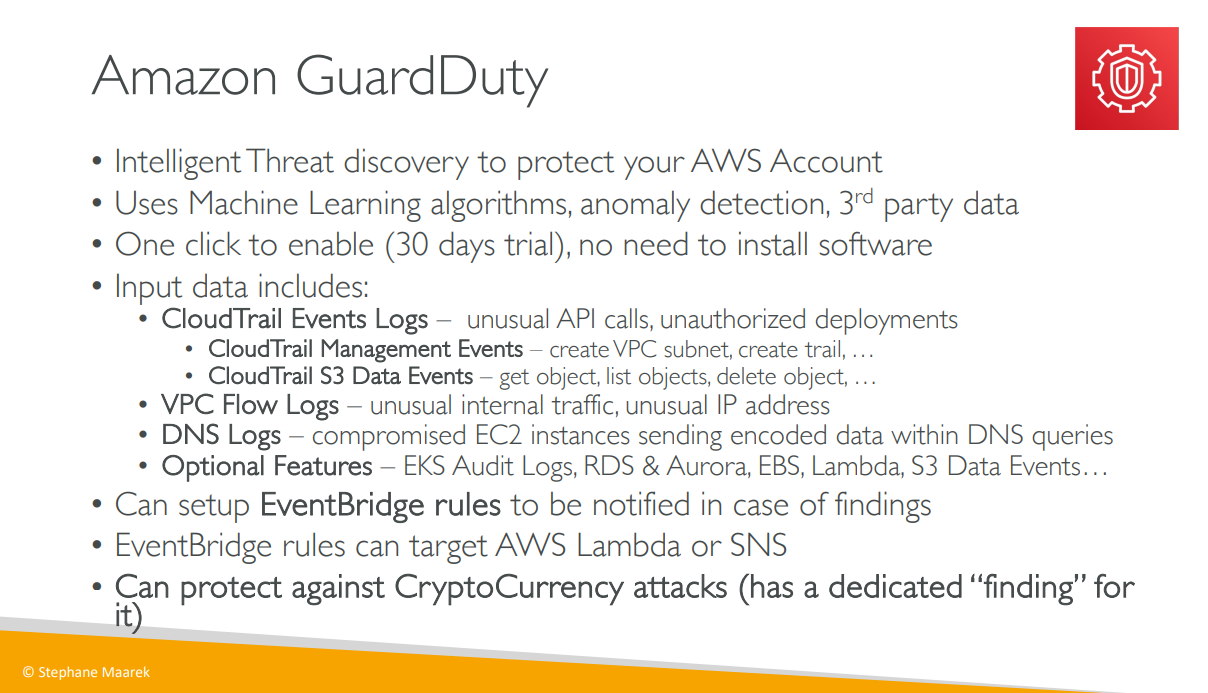 Amazon GuardDuty
• Intelligent Threat discovery to protect your AWS Account
• Uses Machine Learning algorithms, anomaly detection, 3rd party data
• One click to enable (30 days trial), no need to install software
• Input data includes:
• CloudTrail Events Logs – unusual API calls, unauthorized deployments
• CloudTrail Management Events – create VPC subnet, create trail, …
• CloudTrail S3 Data Events – get object, list objects, delete object, …
• VPC Flow Logs – unusual internal traffic, unusual IP address
• DNS Logs – compromised EC2 instances sending encoded data within DNS queries
• Optional Features – EKS Audit Logs, RDS & Aurora, EBS, Lambda, S3 Data Events…
• Can setup EventBridge rules to be notified in case of findings
• EventBridge rules can target AWS Lambda or SNS
• Can protect against CryptoCurrency attacks (has a dedicated “finding” for
it)
© Stephane Maarek